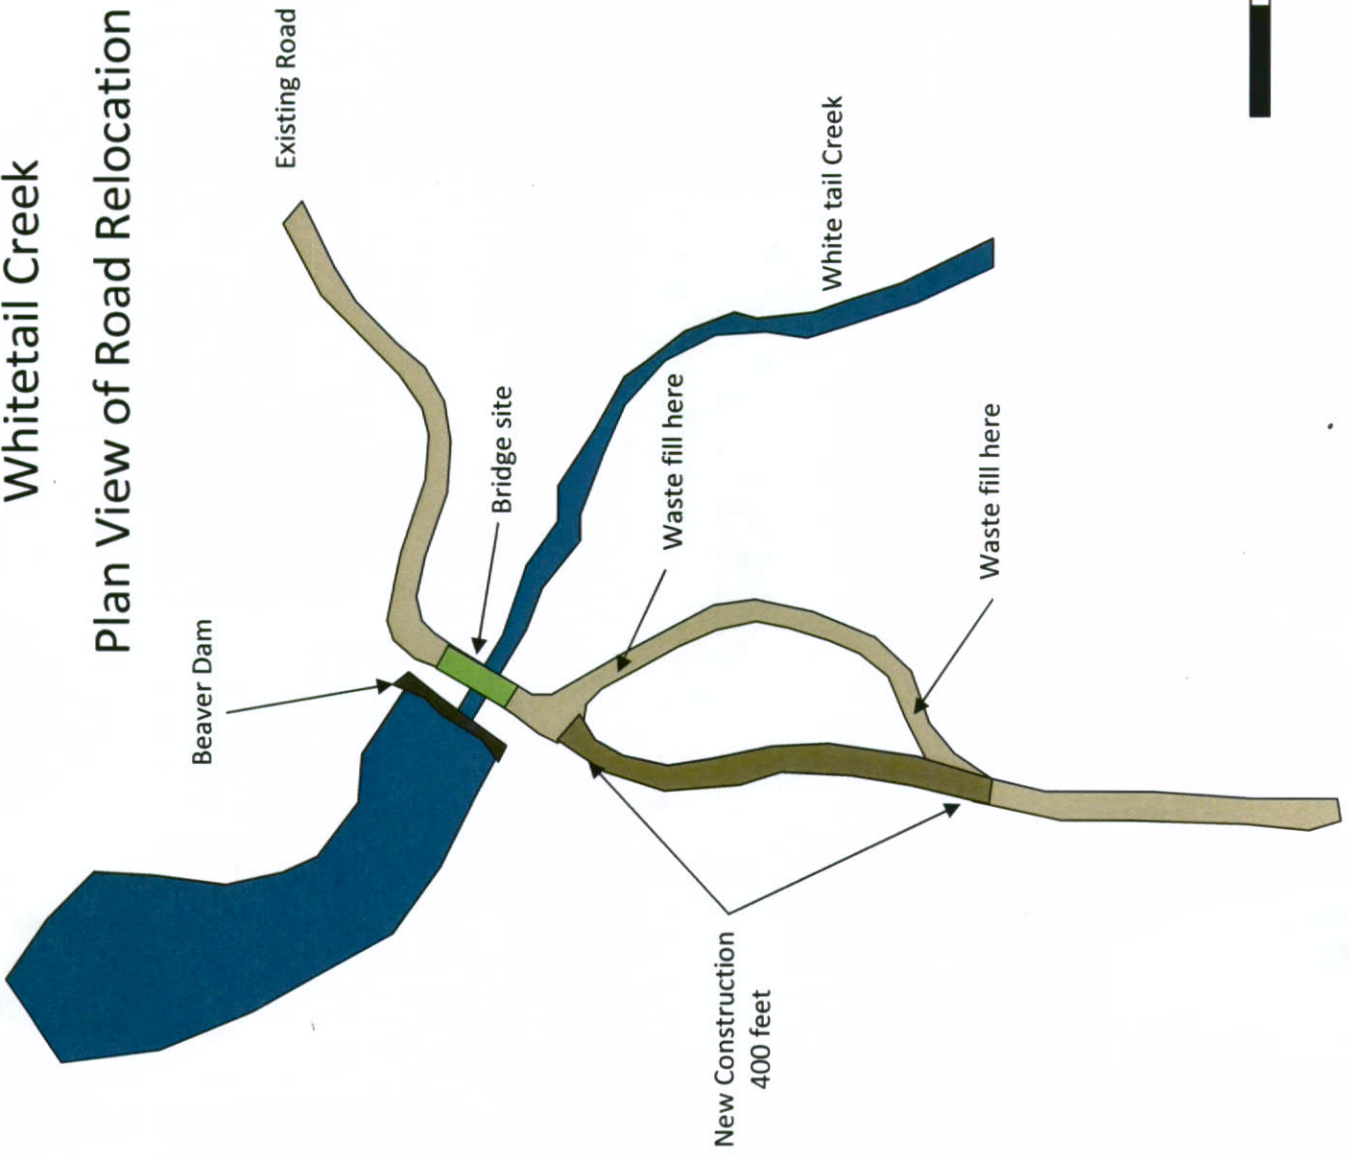 Whitetail Creek
Plan View of Road Relocation
Existing Road
Beaver Dam
Bridge site
White tail Creek
Waste fill here
Waste fill here
New Construction
400 feet